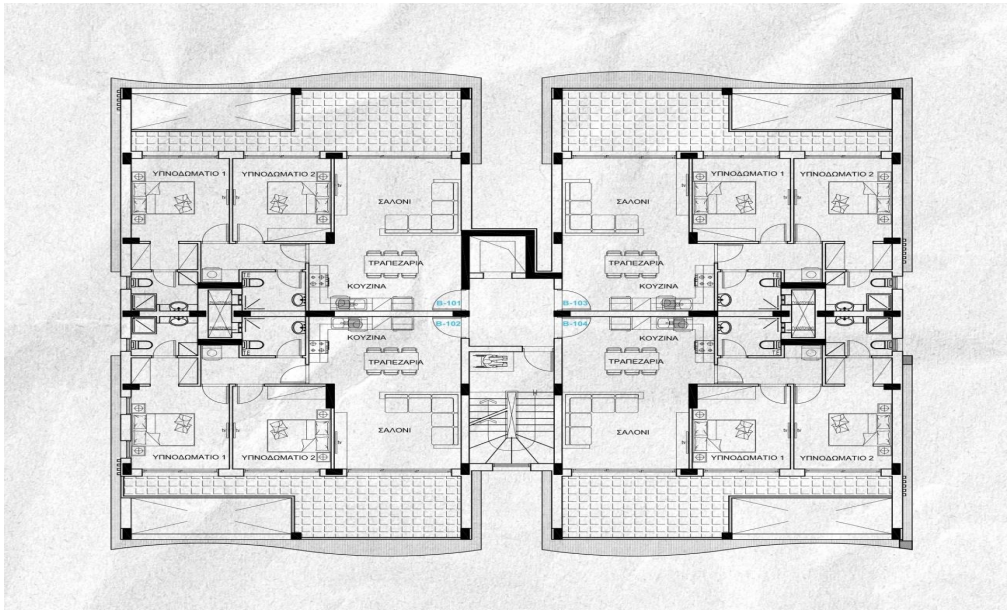 ΥΠΝΟΔΩΜΑΤΙΟ 1
ΥΠΝΟΔΩΜΑΤΙΟ 2
ΣΑΛΟΝΙ
ΤΡΑΠΕΖΑΡΙΑ
ΚΟΥΖΙΝΑ
B-101
ΣΑΛΟΝΙ
ΥΠΝΟΔΩΜΑΤΙΟ 1
ΥΠΝΟΔΩΜΑΤΙΟ 2
ΤΡΑΠΕΖΑΡΙΑ
ΚΟΥΖΙΝΑ
B-103
B-102
ΚΟΥΖΙΝΑ
ΤΡΑΠΕΖΑΡΙΑ
ΣΑΛΟΝΙ
ΥΠΝΟΔΩΜΑΤΙΟ 1
ΥΠΝΟΔΩΜΑΤΙΟ 2
B-104
ΚΟΥΖΙΝΑ
ΤΡΑΠΕΖΑΡΙΑ
ΣΑΛΟΝΙ
ΥΠΝΟΔΩΜΑΤΙΟ 1
ΥΠΝΟΔΩΜΑΤΙΟ 2